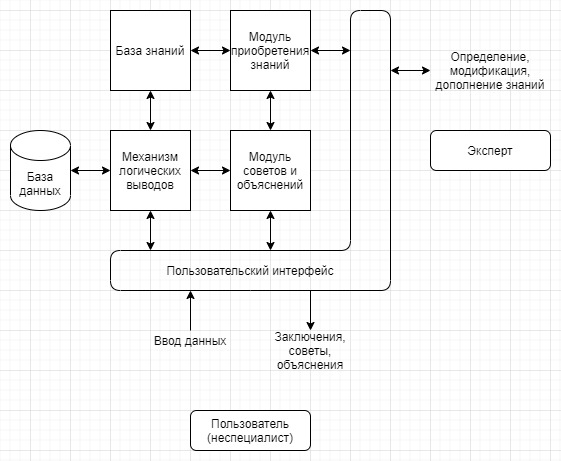 База знаний
Модуль
приобретения
знаний
Определение,
модификация,
дополнение знаний
Эксперт
База
данных
Механизм
логических
выводов
Модуль
советов и
объяснений
Пользовательский интерфейс
Ввод данных
Заключения,
советы,
объяснения
Пользователь
(неспециалист)